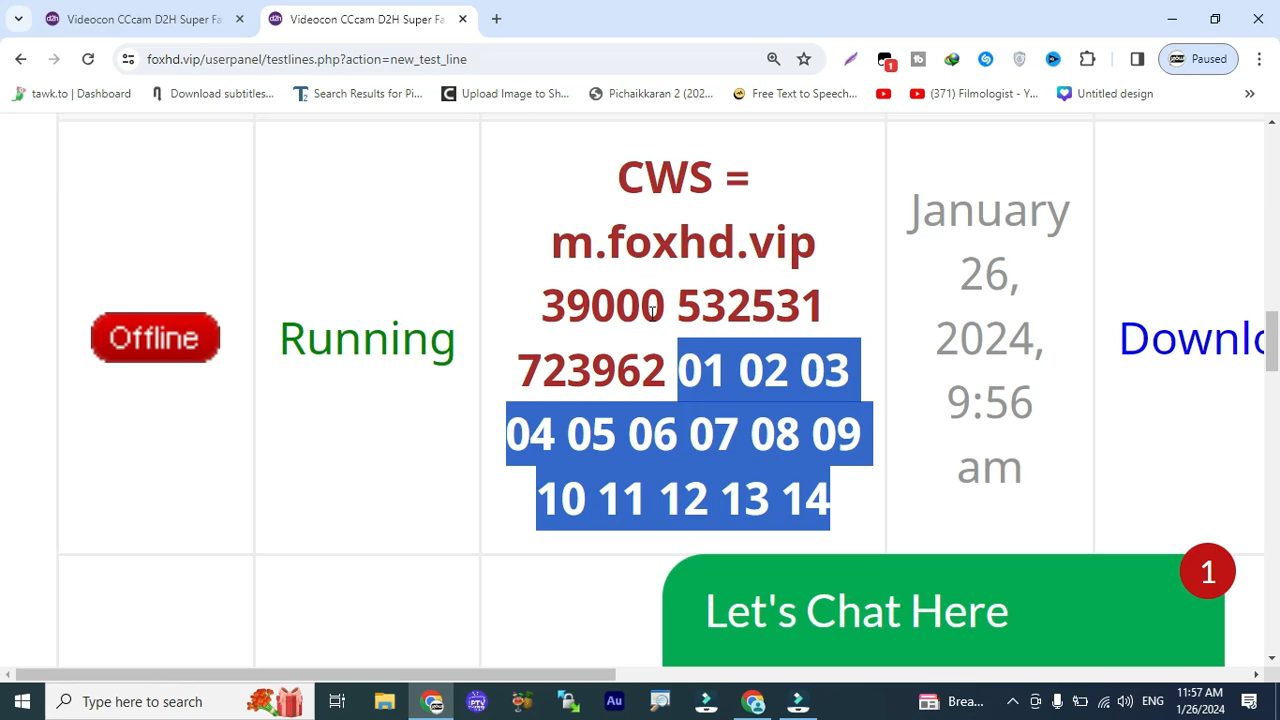 Videocon CCcam D2H Super Fa
Videocon CCcam D2H Super Fa
foxhd.vip/userpanel/testlines.php?action=new_test_line
1
Paused
tawk.to | Dashboard
Download subtitles...
Search Results for Pi...
Upload Image to Sh...
Pichaikkaran 2 (202...
Free Text to Speech...
(371) Filmologist - Y...
Untitled design
CWS =
m.foxhd.vip
39000 532531
723962 01 02 03
04 05 06 07 08 09
10 11 12 13 14
Offline
Running
January
26,
2024,
9:56
am
Downlo
1
Let's Chat Here
Type here to search
Au
Brea...
ENG
11:57 AM
1/26/2024